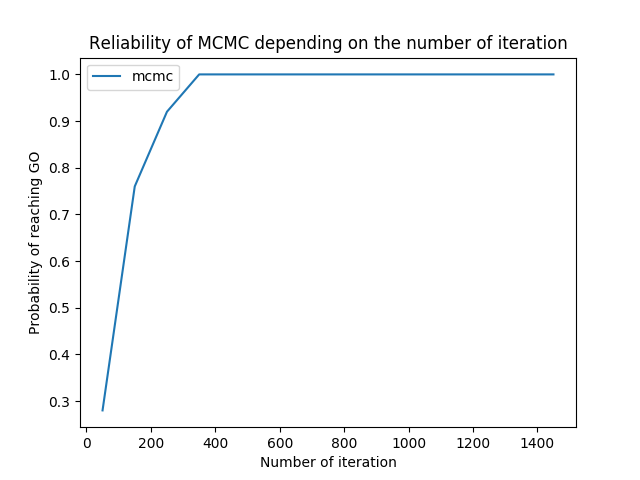 Reliability of MCMC depending on the number of iteration
mcmc
1.0
0.9
0.8
0.7
0.6
0.5
0.4
0.3
Probability of reaching GO
0 200 400 600 800 1000 1200 1400
Number of iteration